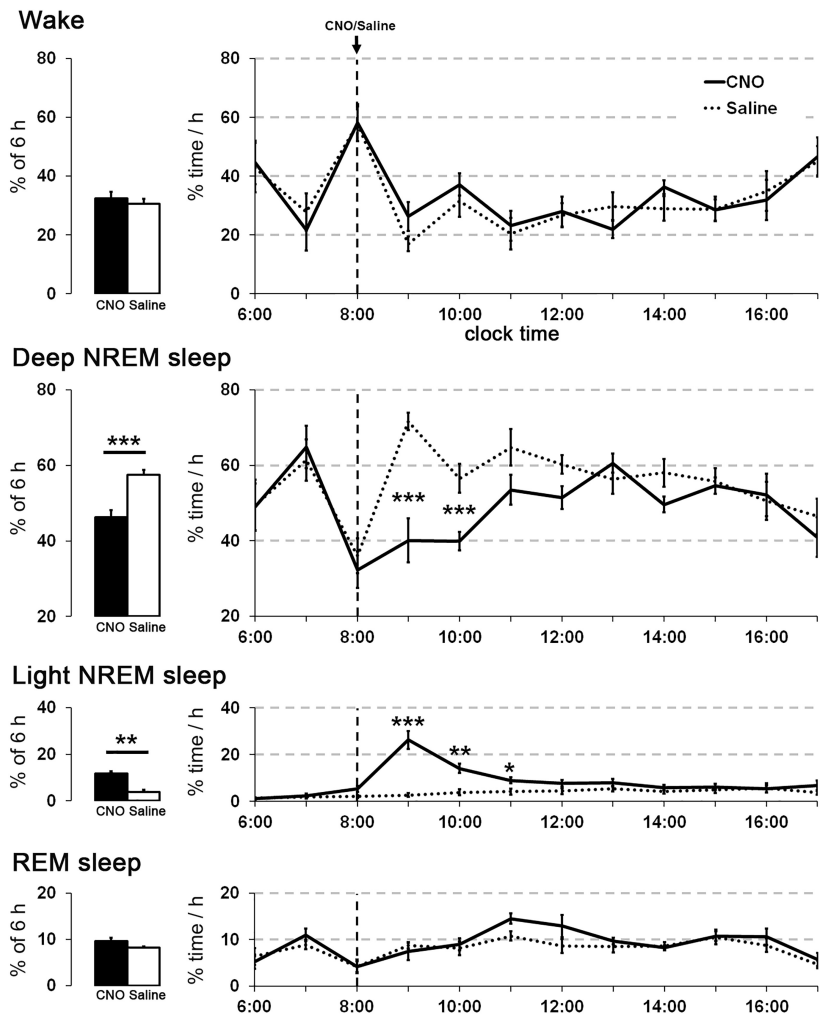 Wake
CNO/Saline
80
60
40
20
0
% of 6 h
CNO Saline
80
60
40
20
0
% time / h
CNO
Saline
6:00 8:00 10:00 12:00 14:00 16:00
clock time
Deep NREM sleep
80
60
40
20
% of 6 h
***
CNO Saline
80
60
40
20
% time / h
***
***
6:00 8:00 10:00 12:00 14:00 16:00
Light NREM sleep
40
20
0
% of 6 h
**
CNO Saline
40
20
0
% time / h
***
**
*
6:00 8:00 10:00 12:00 14:00 16:00
REM sleep
20
10
0
% of 6 h
CNO Saline
20
10
0
% time / h
6:00 8:00 10:00 12:00 14:00 16:00